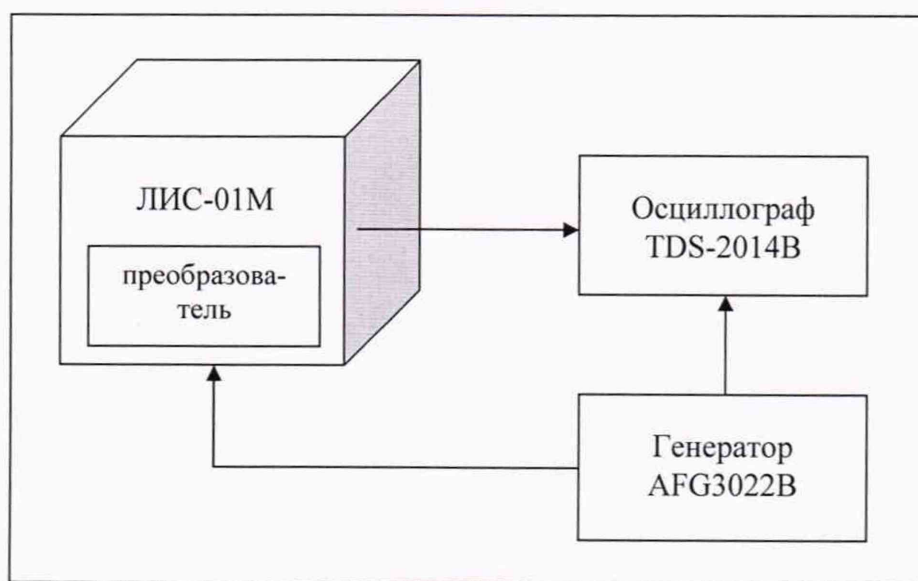 ЛИС-01М
преобразова-
тель
Осциллограф
TDS-2014B
Генератор
AFG3022B